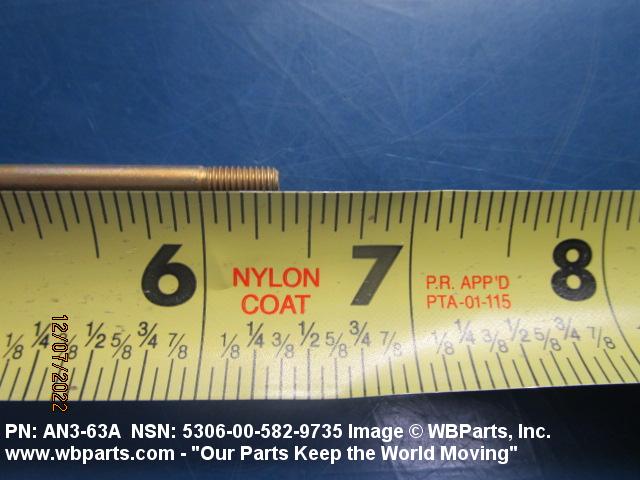 6 7 8
NYLON P.R. APP'D
COAT PTA-01-115
1/8 1/4 3/8 1/2 5/8 3/4 7/8 1/8 1/4 3/8 1/2 5/8 3/4 7/8 1/8 1/4 3/8 1/2 5/8 3/4 7/8 1/8
12/07/2022
PN: AN3-63A NSN: 5306-00-582-9735 Image © WBParts, Inc.
www.wbparts.com - "Our Parts Keep the World Moving"